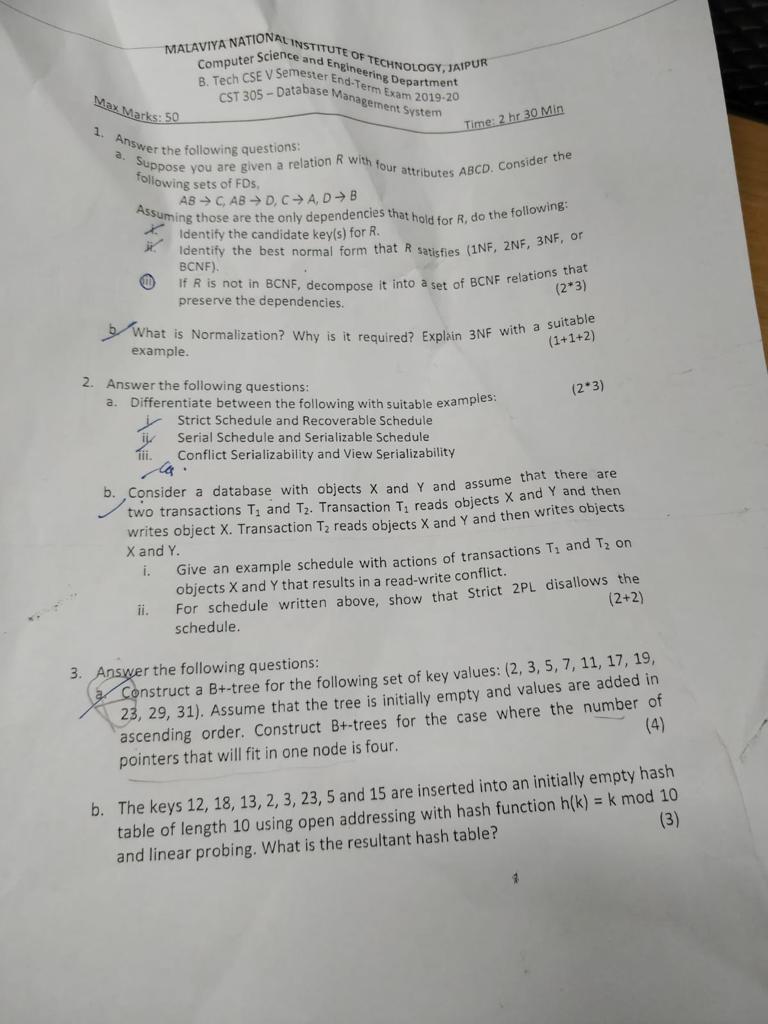 MALAVIYA NATIONAL INSTITUTE OF TECHNOLOGY, JAIPUR
Computer Science and Engineering Department
B. Tech CSE V Semester End-Term Exam 2019-20
CST 305 – Database Management System
Max Marks: 50 Time: 2 hr 30 Min
1. Answer the following questions:
a. Suppose you are given a relation R with four attributes ABCD. Consider the
following sets of FDs,
AB → C, AB → D, C → A, D → B
Assuming those are the only dependencies that hold for R, do the following:
i. Identify the candidate key(s) for R.
ii. Identify the best normal form that R satisfies (1NF, 2NF, 3NF, or
BCNF).
iii If R is not in BCNF, decompose it into a set of BCNF relations that
preserve the dependencies. (2*3)
b. What is Normalization? Why is it required? Explain 3NF with a suitable
example. (1+1+2)
2. Answer the following questions: (2*3)
a. Differentiate between the following with suitable examples:
i. Strict Schedule and Recoverable Schedule
ii. Serial Schedule and Serializable Schedule
iii. Conflict Serializability and View Serializability
b. Consider a database with objects X and Y and assume that there are
two transactions T₁ and T₂. Transaction T₁ reads objects X and Y and then
writes object X. Transaction T₂ reads objects X and Y and then writes objects
X and Y.
i. Give an example schedule with actions of transactions T₁ and T₂ on
objects X and Y that results in a read-write conflict.
ii. For schedule written above, show that Strict 2PL disallows the
schedule. (2+2)
3. Answer the following questions:
a. Construct a B+-tree for the following set of key values: (2, 3, 5, 7, 11, 17, 19,
23, 29, 31). Assume that the tree is initially empty and values are added in
ascending order. Construct B+-trees for the case where the number of
pointers that will fit in one node is four. (4)
b. The keys 12, 18, 13, 2, 3, 23, 5 and 15 are inserted into an initially empty hash
table of length 10 using open addressing with hash function h(k) = k mod 10
and linear probing. What is the resultant hash table? (3)